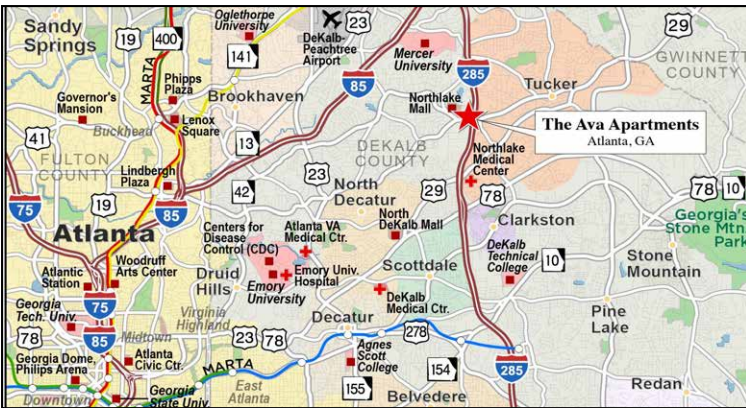 Sandy
Springs
19
400
MARTA
Oglethorpe
University
141
DeKalb-
Peachtree
Airport
23
85
Mercer
University
285
29
GWINNETT
COUNTY
Tucker
Northlake
Mall
The Ava Apartments
Atlanta, GA
Governor's
Mansion
Phipps
Plaza
Buckhead
Lenox
Square
Brookhaven
41
FULTON
COUNTY
13
DEKALB
COUNTY
Northlake
Medical
Center
Lindbergh
Plaza
42
23
29
78
78
10
75
19
85
North
Decatur
North
DeKalb Mall
Clarkston
Georgia's
Stone Mtn.
Park
Atlanta
Centers for
Disease
Control (CDC)
Atlanta VA
Medical Ctr.
DeKalb
Technical
College
10
Stone
Mountain
Atlantic
Station
Woodruff
Arts Center
Druid
Hills
Emory Univ.
Hospital
Emory
University
Scottdale
DeKalb
Medical Ctr.
75
Georgia
Tech. Univ.
Virginia
Highland
Decatur
Pine
Lake
78
85
Midtown
23
78
278
Georgia Dome,
Philips Arena
Atlanta
Civic Ctr.
MARTA
Agnes
Scott
College
154
285
Downtown
Georgia
State Univ.
East
Atlanta
155
Belvedere
Redan